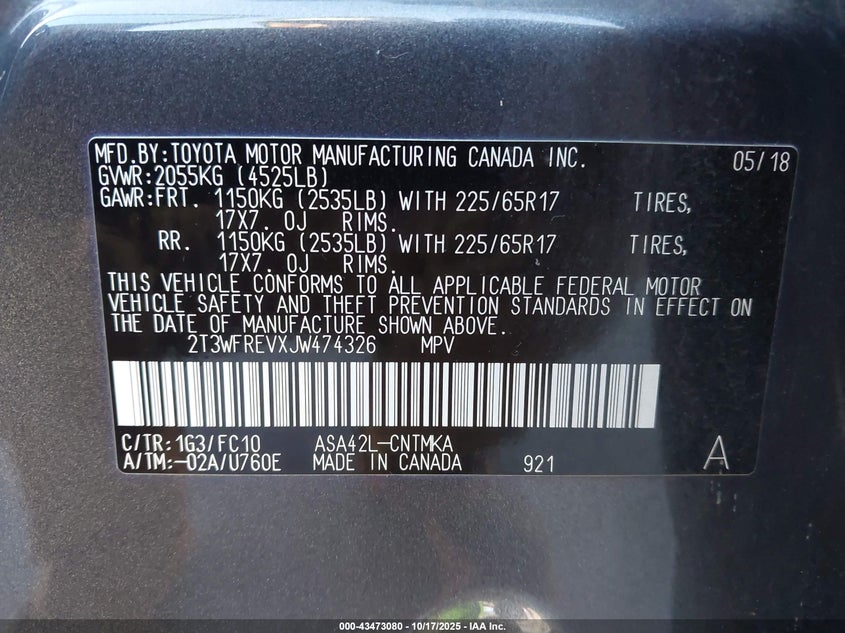 MFD.BY:TOYOTA MOTOR MANUFACTURING CANADA INC. 05/18
GVWR:2055KG (4525LB)
GAWR:FRT. 1150KG (2535LB) WITH 225/65R17 TIRES,
17X7.0J RIMS.
RR. 1150KG (2535LB) WITH 225/65R17 TIRES,
17X7.0J RIMS.
THIS VEHICLE CONFORMS TO ALL APPLICABLE FEDERAL MOTOR
VEHICLE SAFETY AND THEFT PREVENTION STANDARDS IN EFFECT ON
THE DATE OF MANUFACTURE SHOWN ABOVE.
2T3WFREVXJW474326 MPV
C/TR:1G3/FC10 ASA42L-CNTMKA
A/TM:-02A/U760E MADE IN CANADA 921 A
000-43473080 - 10/17/2025 - IAA Inc.